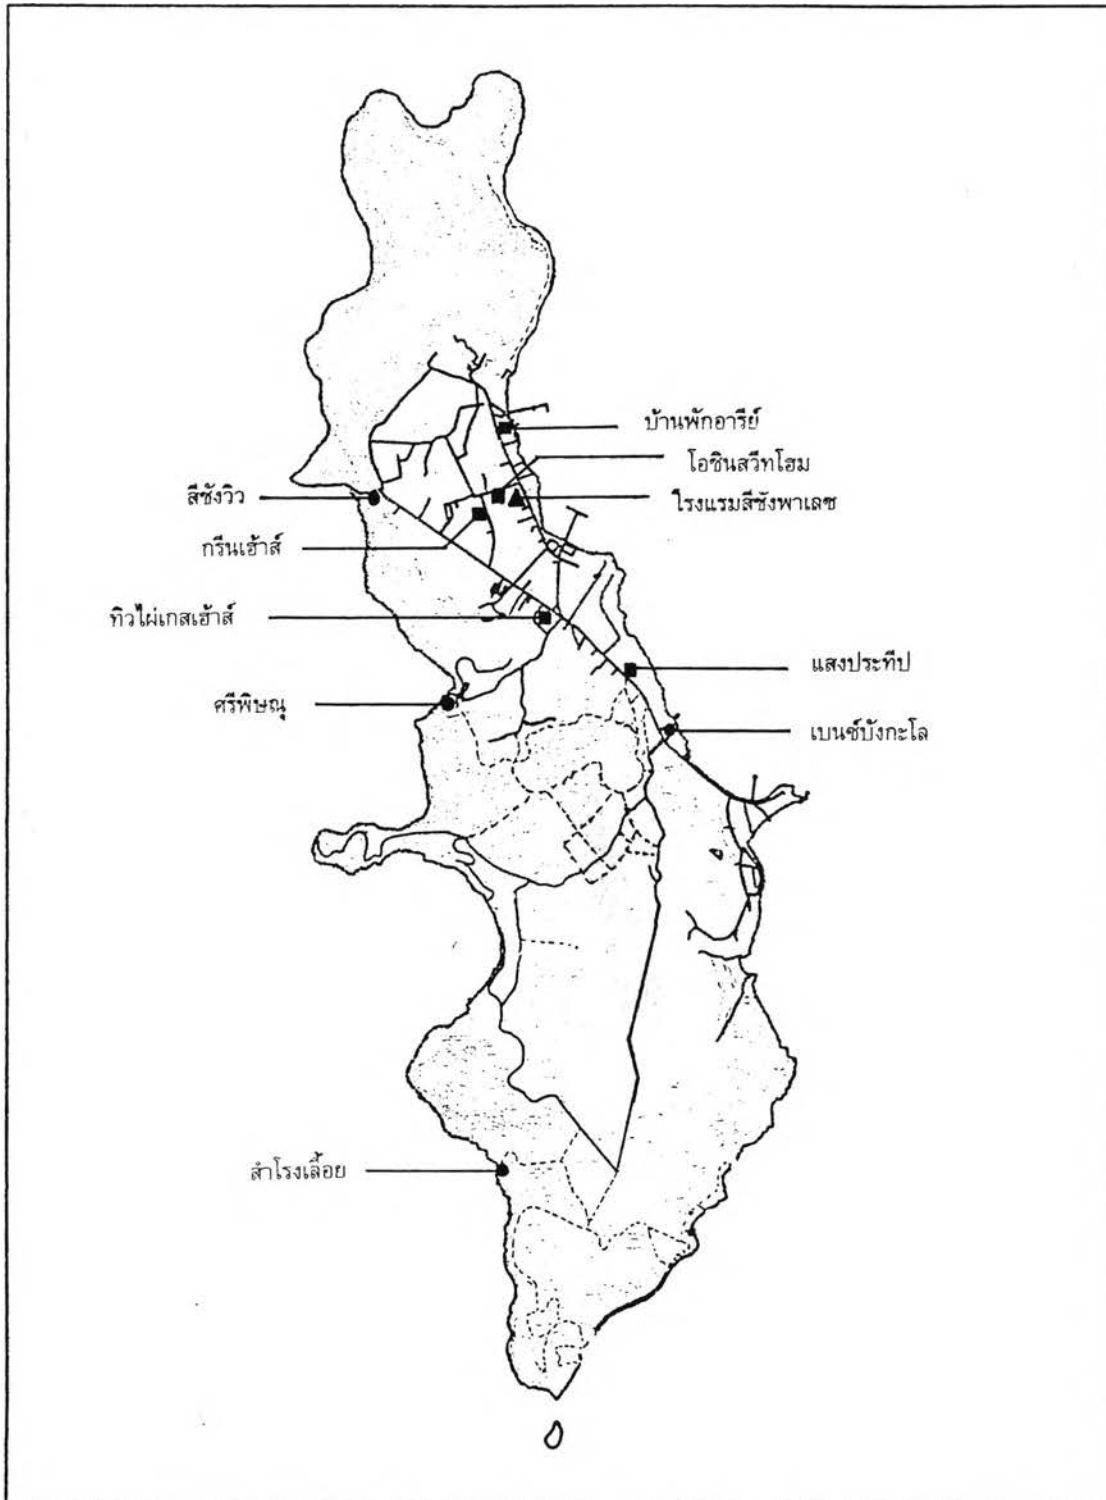 บ้านพักอารีย์
โอชินสวีทโฮม
สีชังวิว
โรงแรมสีชังพาเลซ
กรีนเฮ้าส์
ทิวไผ่เกสเฮ้าส์
แสงประทีป
ศรีพิษณุ
เบนซ์บังกะโล
สำโรงเลื้อย